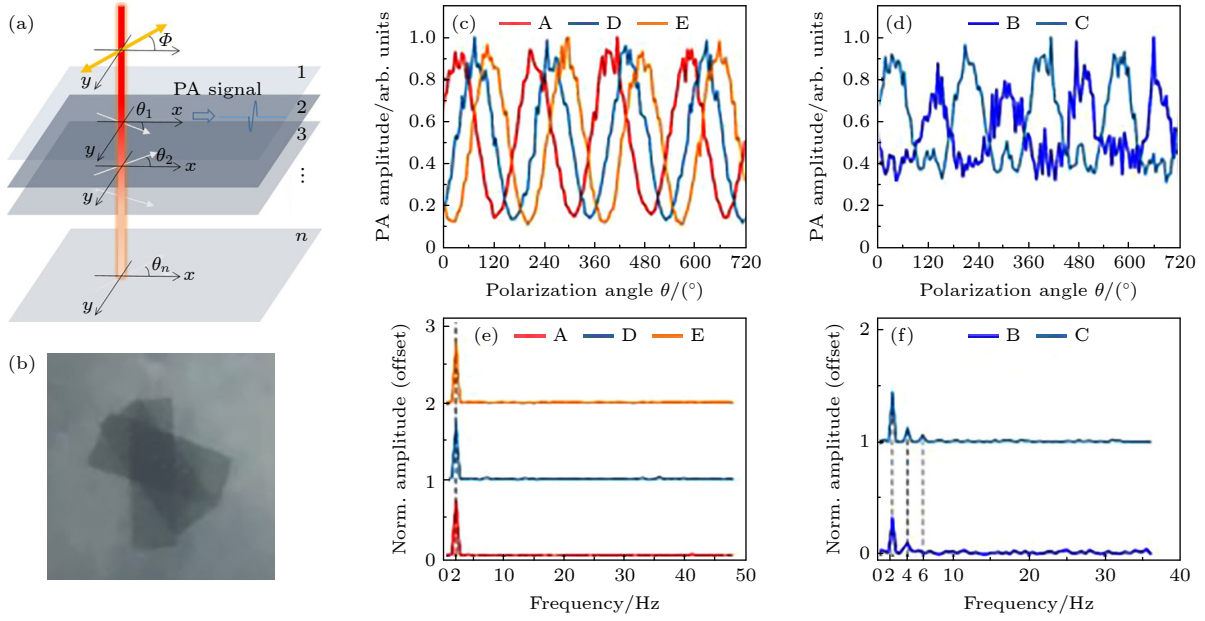 (a)
Φ
y
1
PA signal
θ1 x
2
3
y
θ2
x
y
⋮
n
θn x
y
(b)
(c) A D E
PA amplitude/arb. units
1.0
0.8
0.6
0.4
0.2
0
0 120 240 360 480 600 720
Polarization angle θ/(°)
(d) B C
PA amplitude/arb. units
1.0
0.8
0.6
0.4
0.2
0
0 120 240 360 480 600 720
Polarization angle θ/(°)
(e) A D E
Norm. amplitude (offset)
3
2
1
0
0 2 10 20 30 40 50
Frequency/Hz
(f) B C
Norm. amplitude (offset)
2
1
0
0 2 4 6 10 20 30 40
Frequency/Hz